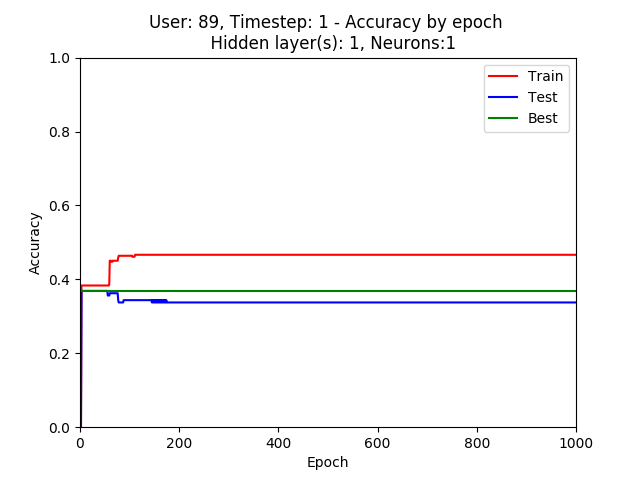 User: 89, Timestep: 1 - Accuracy by epoch
Hidden layer(s): 1, Neurons:1
1.0
0.8
0.6
0.4
0.2
0.0
Accuracy
Train
Test
Best
0 200 400 600 800 1000
Epoch